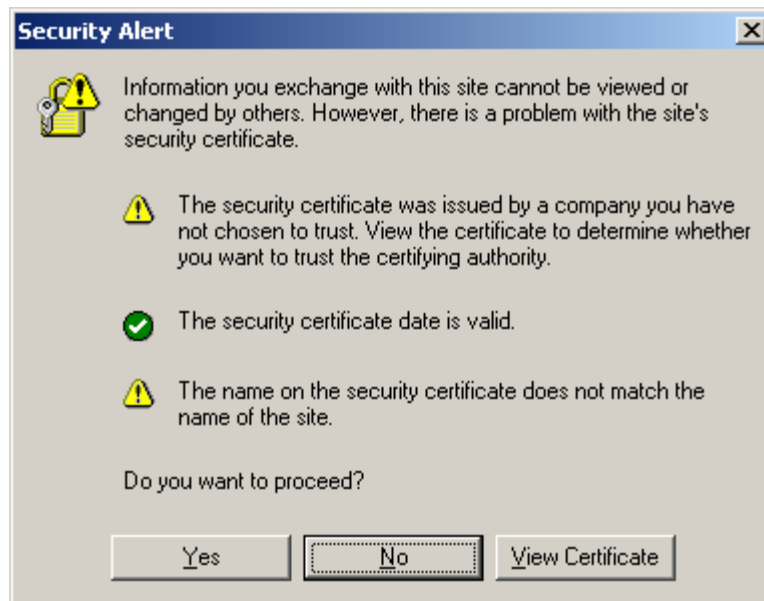 Security Alert
Information you exchange with this site cannot be viewed or
changed by others. However, there is a problem with the site's
security certificate.
The security certificate was issued by a company you have
not chosen to trust. View the certificate to determine whether
you want to trust the certifying authority.
The security certificate date is valid.
The name on the security certificate does not match the
name of the site.
Do you want to proceed?
Yes No View Certificate